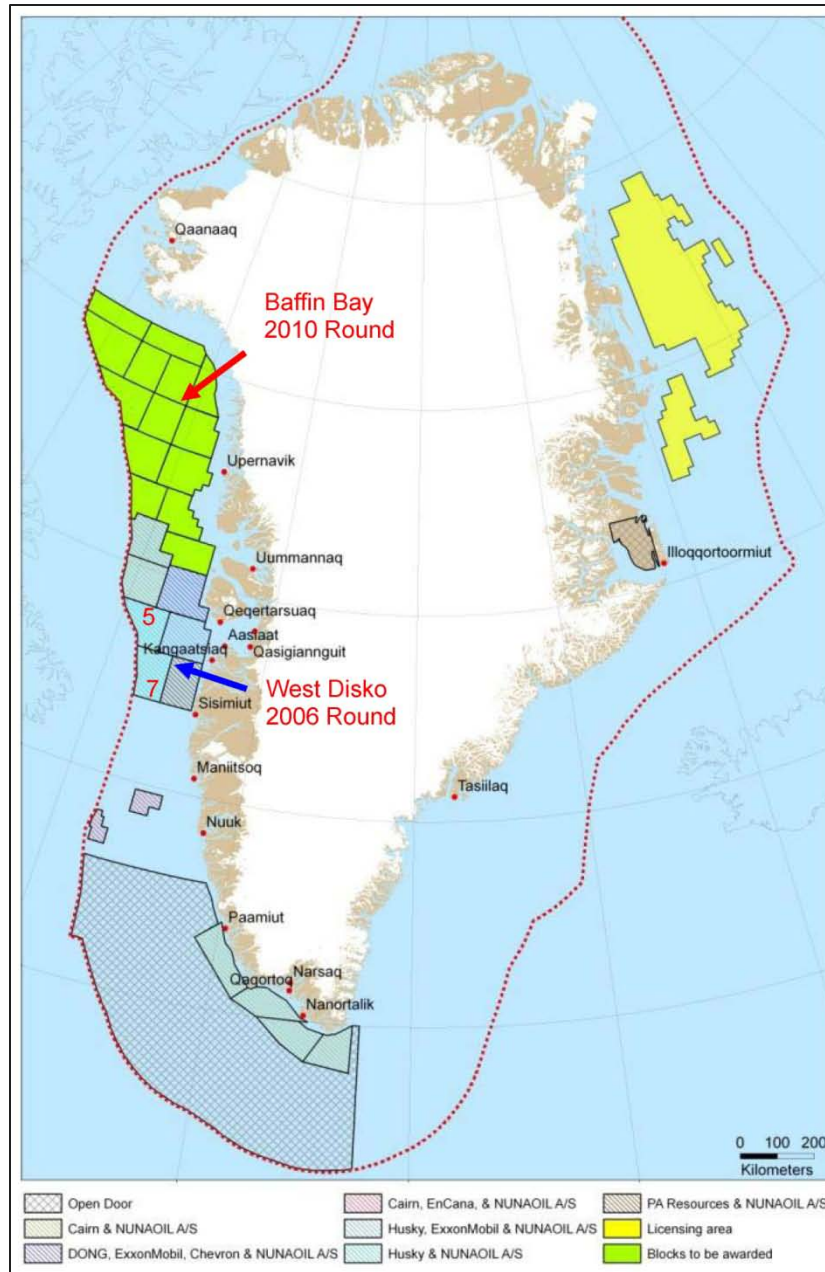 Qaanaaq
Baffin Bay
2010 Round
Upernavik
Uummannaq
Illoqqortoormiut
Qeqertarsuaq
5
Aasiaat
Kangaatsiaq
Qasigiannguit
7
West Disko
2006 Round
Sisimiut
Maniitsoq
Tasiilaq
Nuuk
Paamiut
Narsaq
Qagortoq
Nanortalik
0 100 200
Kilometers
Open Door
Cairn, EnCana, & NUNAOIL A/S
PA Resources & NUNAOIL A/S
Cairn & NUNAOIL A/S
Husky, ExxonMobil & NUNAOIL A/S
Licensing area
DONG, ExxonMobil, Chevron & NUNAOIL A/S
Husky & NUNAOIL A/S
Blocks to be awarded